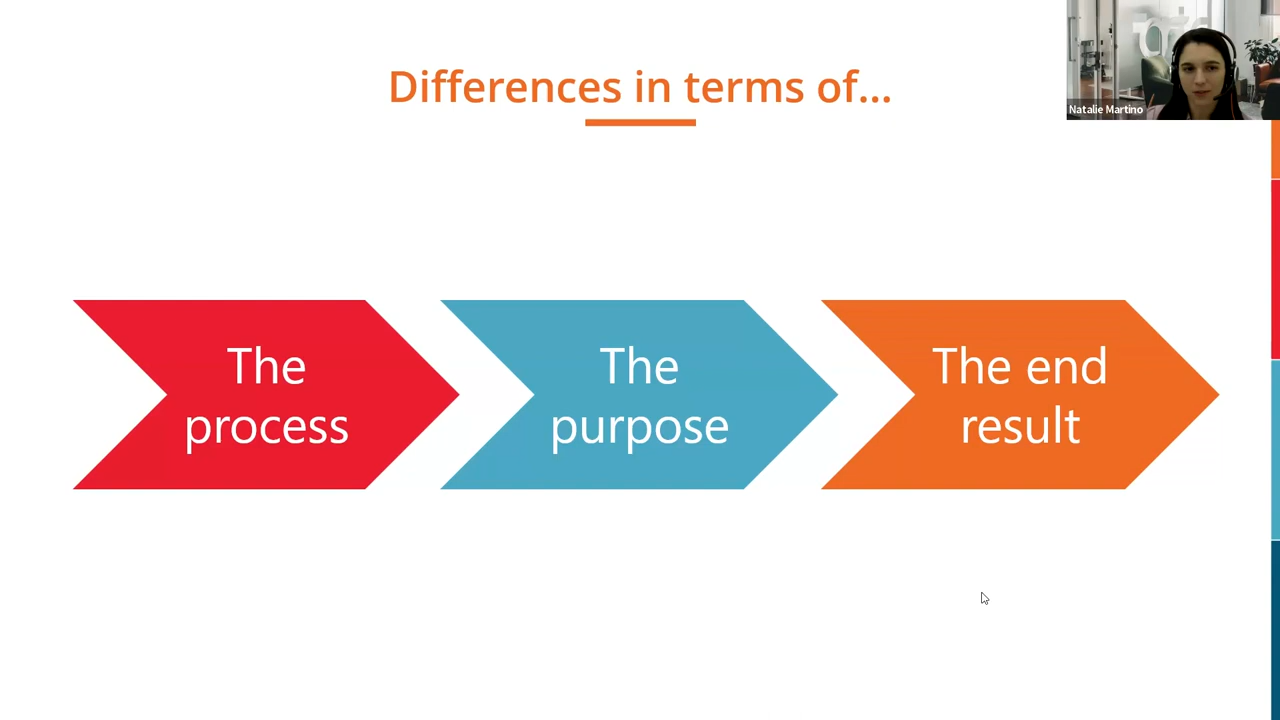 Differences in terms of...
Natalie Martino
The
process
The
purpose
The end
result